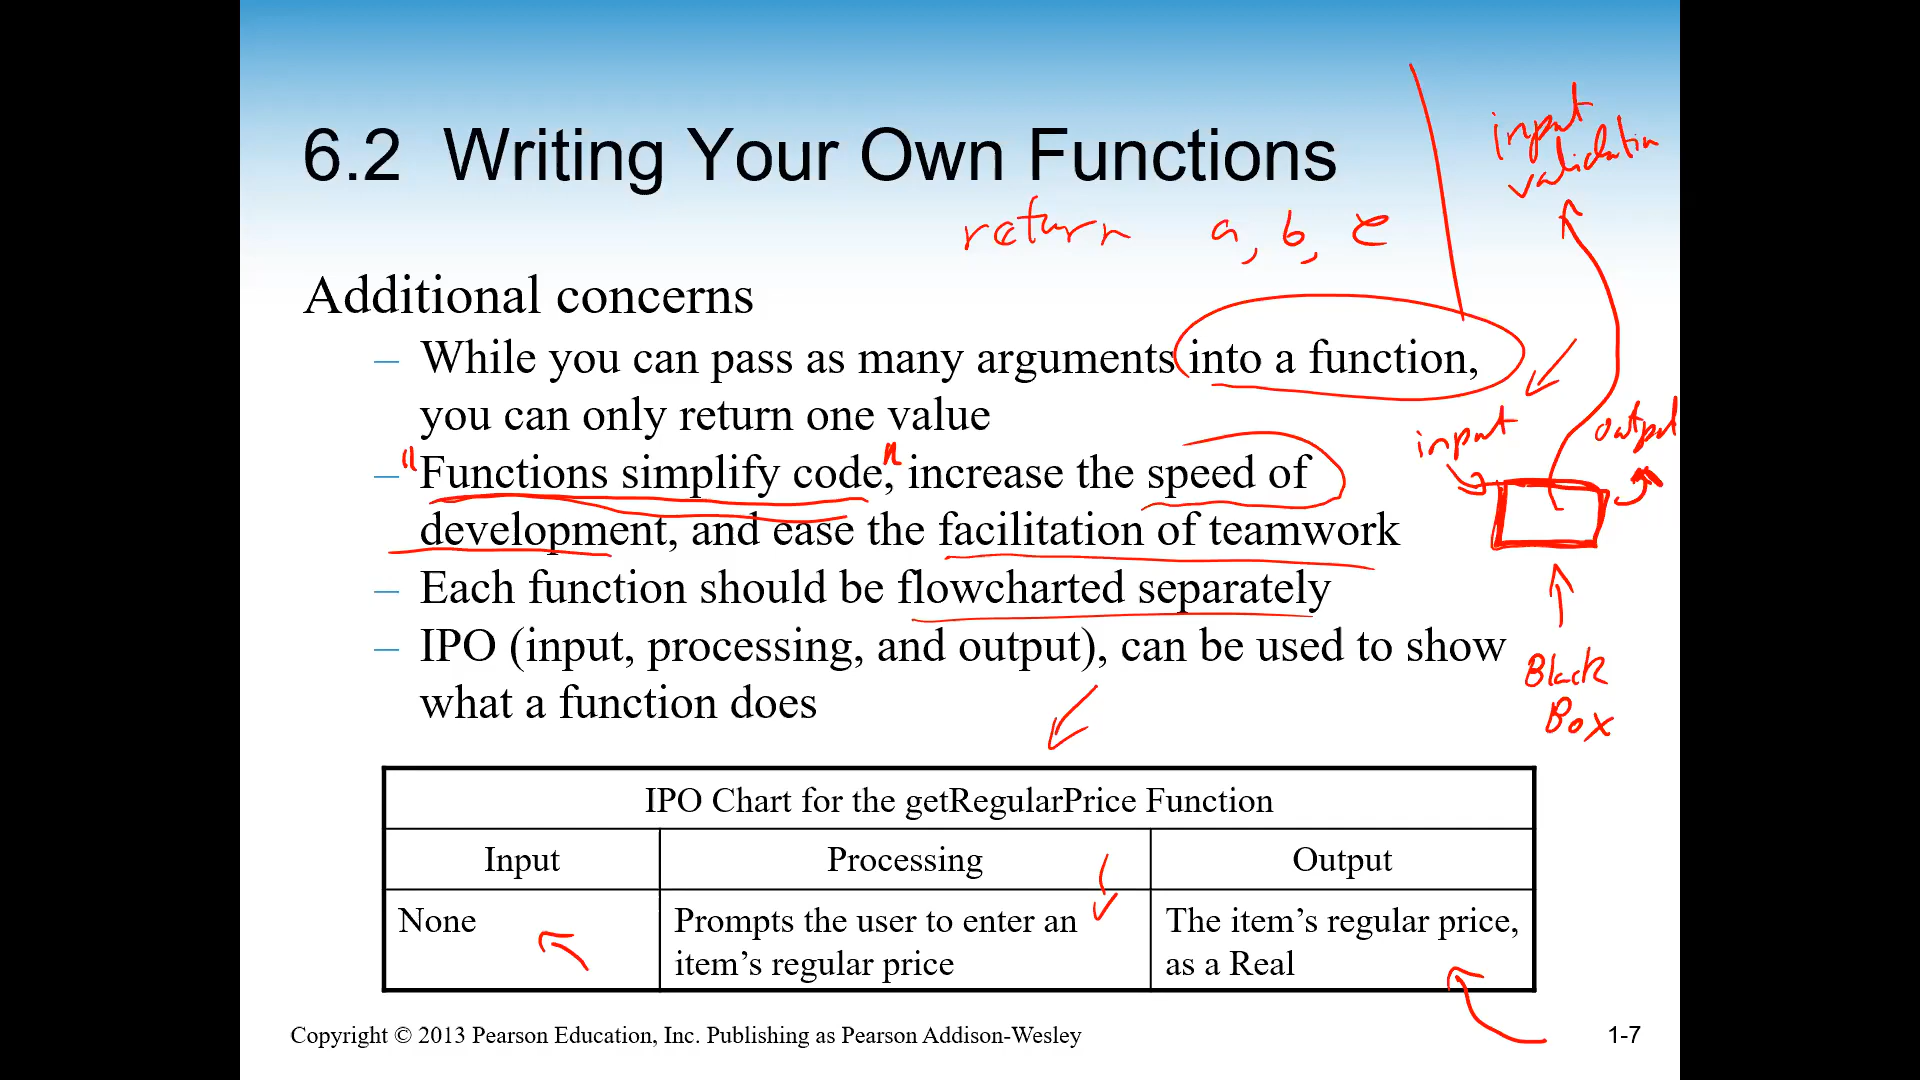 6.2 Writing Your Own Functions
input
validation
return a, b, c
Additional concerns
– While you can pass as many arguments into a function,
you can only return one value
– "Functions simplify code," increase the speed of
development, and ease the facilitation of teamwork
– Each function should be flowcharted separately
– IPO (input, processing, and output), can be used to show
what a function does
input
output
Black
Box
IPO Chart for the getRegularPrice Function
Input Processing Output
None
Prompts the user to enter an
item's regular price
The item's regular price,
as a Real
Copyright © 2013 Pearson Education, Inc. Publishing as Pearson Addison-Wesley
1-7